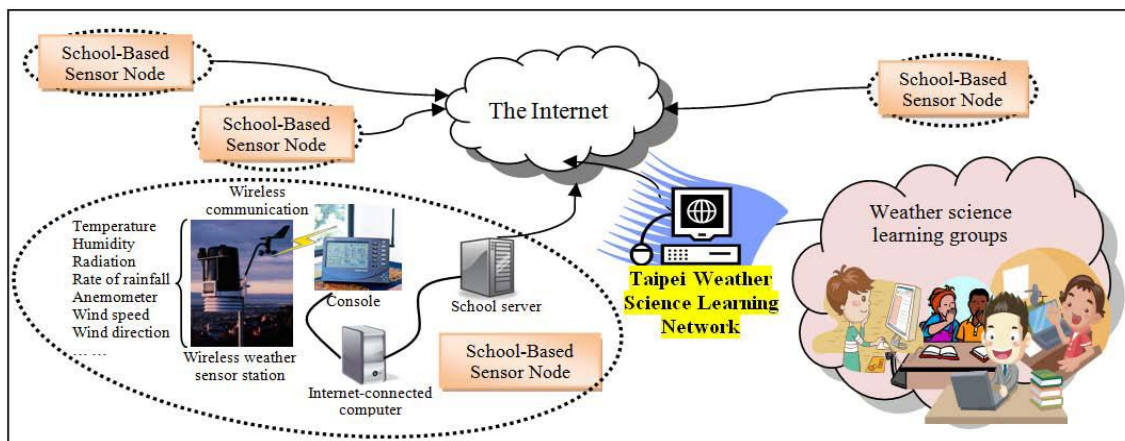 School-Based
Sensor Node
School-Based
Sensor Node
The Internet
School-Based
Sensor Node
Wireless
communication
Temperature
Humidity
Radiation
Rate of rainfall
Anemometer
Wind speed
Wind direction
... ...
Wireless weather
sensor station
Console
Internet-connected
computer
School server
School-Based
Sensor Node
Taipei Weather
Science Learning
Network
Weather science
learning groups